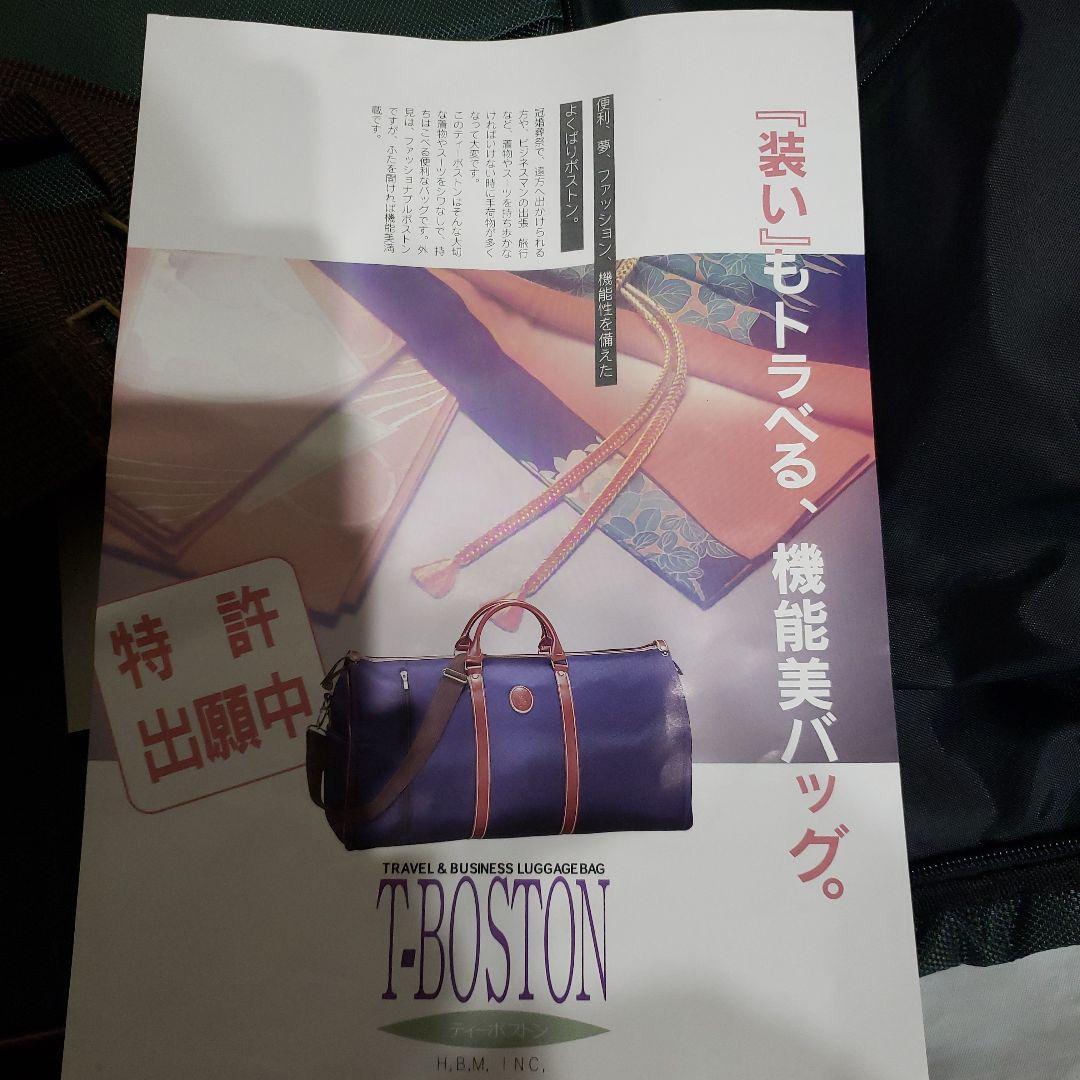 『装い』もトラベる、機能美バッグ。
便利、夢、ファッション、機能性を備えた
よくばりボストン。
冠婚葬祭で、遠方へ出かけられる
方や、ビジネスマンの出張 旅行
など、着物やスーツを持ち歩かな
ければいけない時に手荷物が多く
なって大変です。
このティーボストンはそんな大切
な着物やスーツをシワなしで、持
ちはこべる便利なバッグです。外
見は、ファッショナブルボストン
ですが、ふたを開ければ機能美満
載です。
特許
出願中
TRAVEL & BUSINESS LUGGAGE BAG
T-BOSTON
ティーボストン
H.B.M, INC,